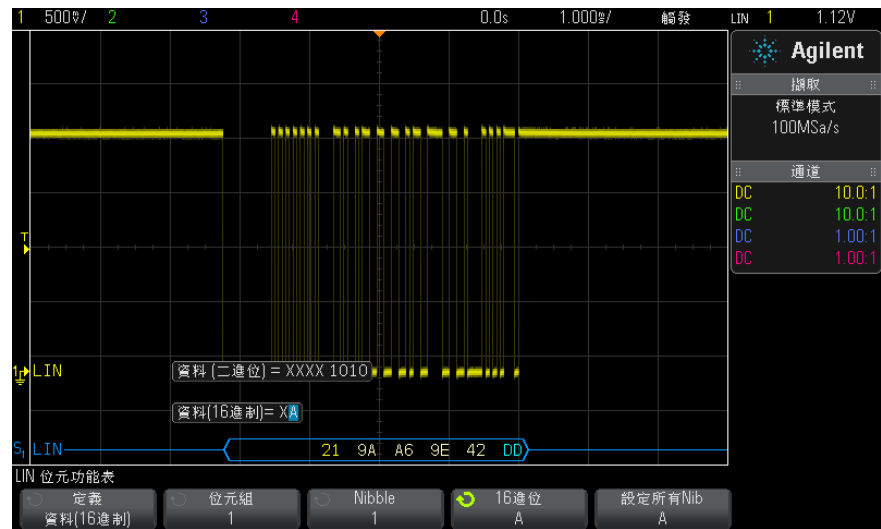 1 500㎷/ 2 3 4 0.0s 1.000㎳/ 觸發 LIN 1 1.12V
Agilent
擷取
標準模式
100MSa/s
通道
DC 10.0:1
DC 10.0:1
DC 1.00:1
DC 1.00:1
T
1 LIN
資料 (二進位) = XXXX 1010
資料(16進制)= XA
S1 LIN 21 9A A6 9E 42 DD
LIN 位元功能表
定義 位元組 Nibble 16進位 設定所有Nib
資料(16進制) 1 1 A A